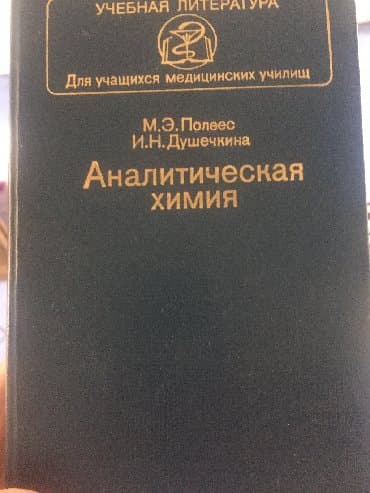 УЧЕБНАЯ ЛИТЕРАТУРА
Для учащихся медицинских училищ
М.Э.Полеес
И.Н.Душечкина
Аналитическая
химия